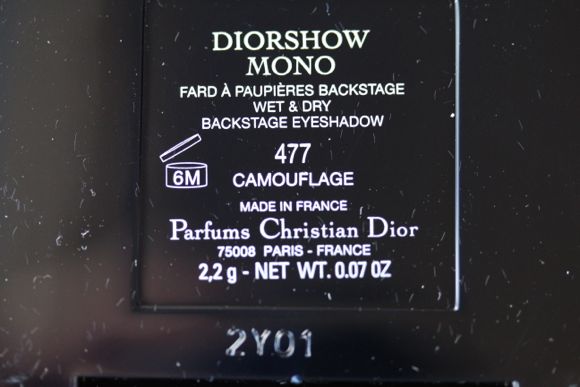 DIORSHOW
MONO
FARD À PAUPIÈRES BACKSTAGE
WET & DRY
BACKSTAGE EYESHADOW
477
6M
CAMOUFLAGE
MADE IN FRANCE
Parfums Christian Dior
75008 PARIS - FRANCE
2,2 g - NET WT. 0.07 OZ
2Y01